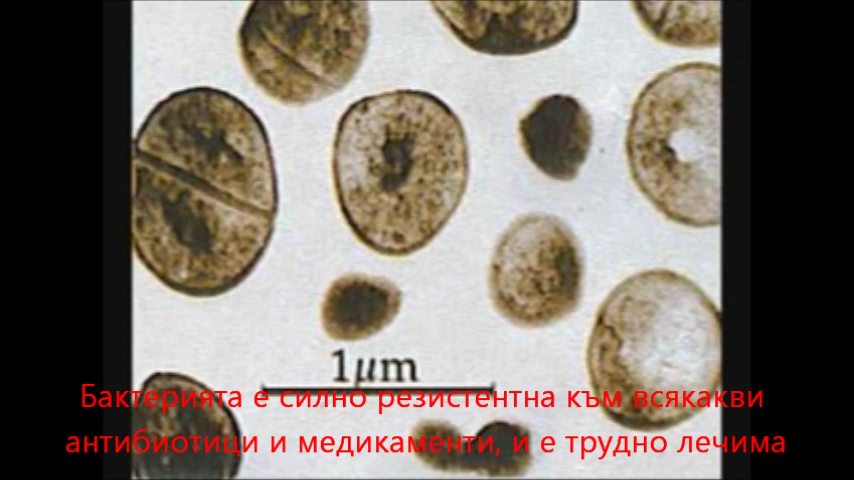 1μm
Бактерията е силно резистентна към всякакви
антибиотици и медикаменти, и е трудно лечима